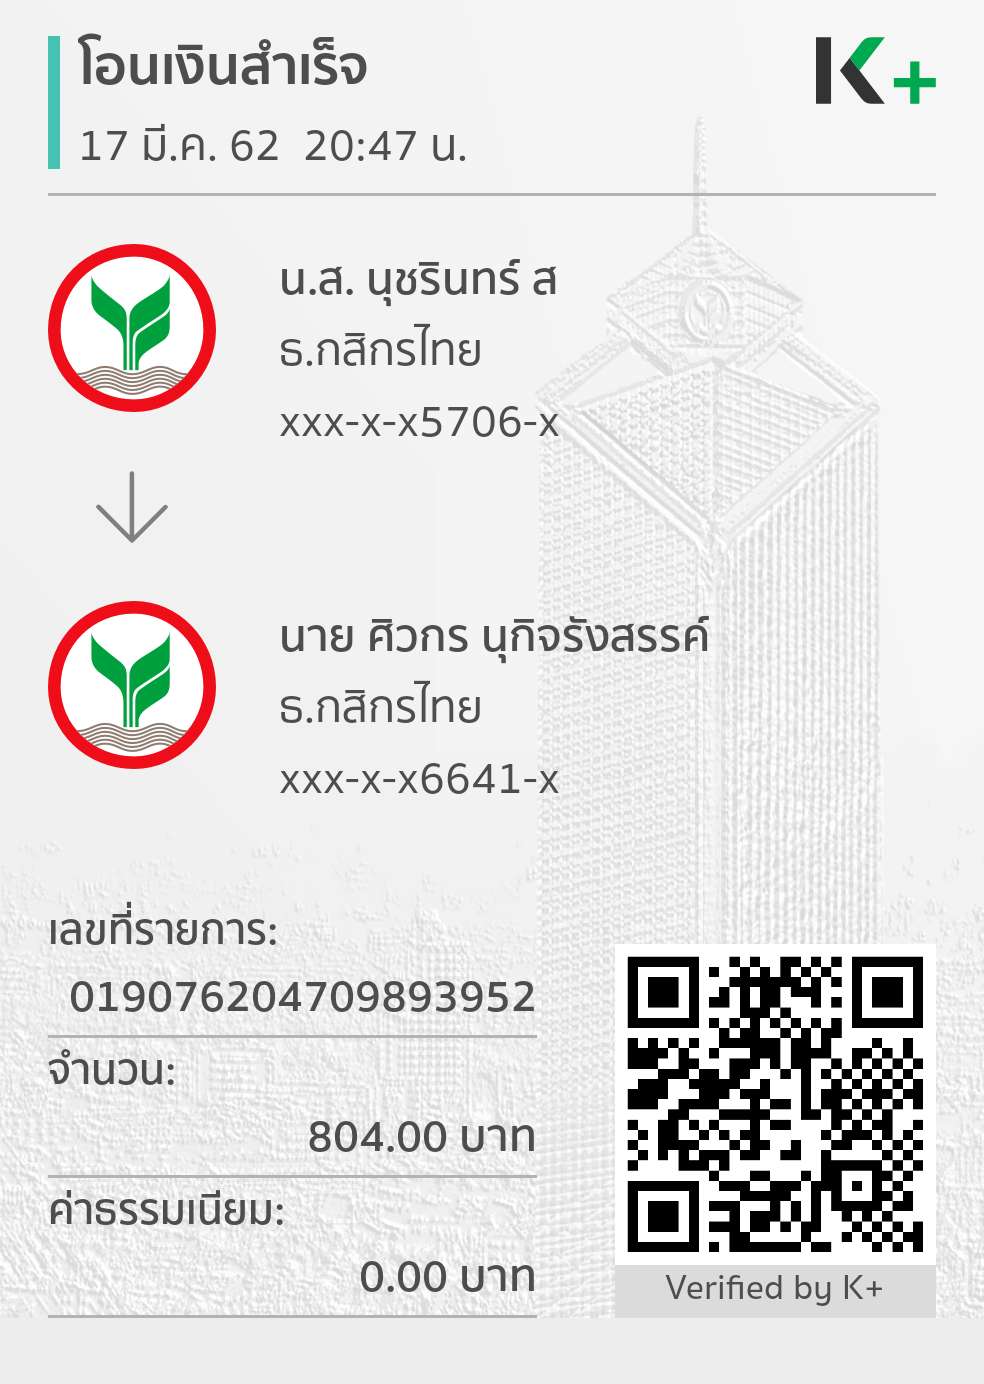 โอนเงินสำเร็จ
17 มี.ค. 62 20:47 น.
K+
น.ส. นุชรินทร์ ส
ธ.กสิกรไทย
xxx-x-x5706-x
นาย ศิวกร นุกิจรังสรรค์
ธ.กสิกรไทย
xxx-x-x6641-x
เลขที่รายการ:
019076204709893952
จำนวน:
804.00 บาท
ค่าธรรมเนียม:
0.00 บาท
Verified by K+